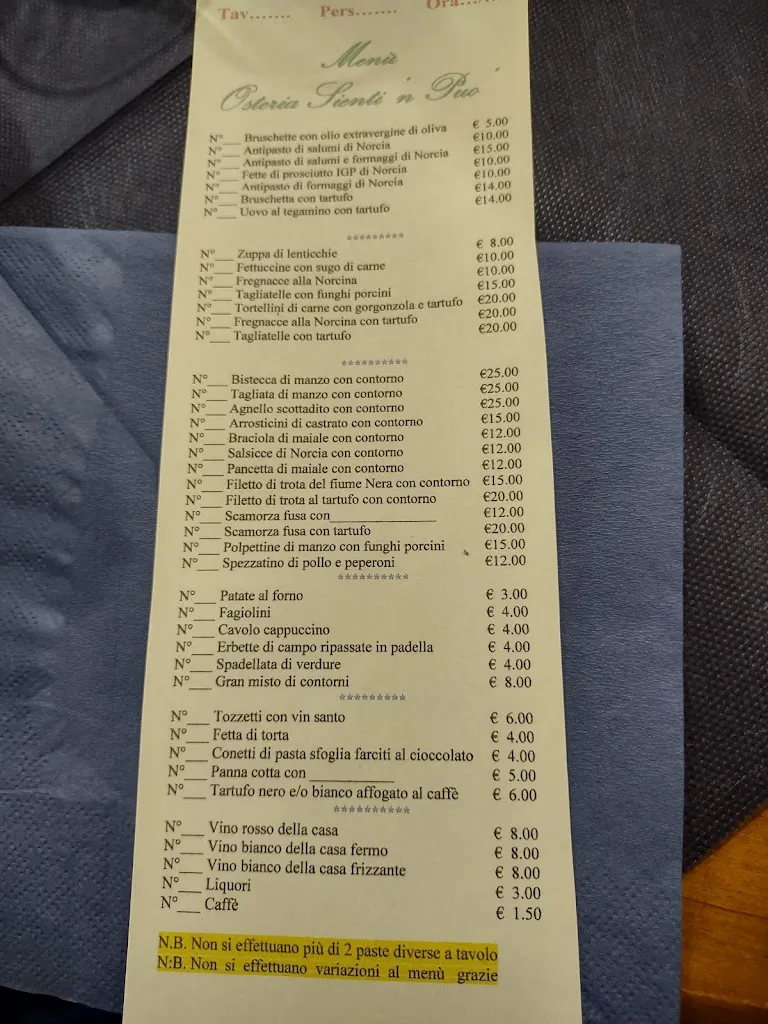 Tav....... Pers....... Ora.../...
Menù
Osteria Sienti 'n Puo'
N°___ Bruschette con olio extravergine di oliva € 5.00
N°___ Antipasto di salumi di Norcia €10.00
N°___ Antipasto di salumi e formaggi di Norcia €15.00
N°___ Fette di prosciutto IGP di Norcia €10.00
N°___ Antipasto di formaggi di Norcia €10.00
N°___ Bruschetta con tartufo €14.00
N°___ Uovo al tegamino con tartufo €14.00
*********
N°___ Zuppa di lenticchie € 8.00
N°___ Fettuccine con sugo di carne €10.00
N°___ Fregnacce alla Norcina €10.00
N°___ Tagliatelle con funghi porcini €15.00
N°___ Tortellini di carne con gorgonzola e tartufo €20.00
N°___ Fregnacce alla Norcina con tartufo €20.00
N°___ Tagliatelle con tartufo €20.00
**********
N°___ Bistecca di manzo con contorno €25.00
N°___ Tagliata di manzo con contorno €25.00
N°___ Agnello scottadito con contorno €25.00
N°___ Arrosticini di castrato con contorno €15.00
N°___ Braciola di maiale con contorno €12.00
N°___ Salsicce di Norcia con contorno €12.00
N°___ Pancetta di maiale con contorno €12.00
N°___ Filetto di trota del fiume Nera con contorno €15.00
N°___ Filetto di trota al tartufo con contorno €20.00
N°___ Scamorza fusa con_______________ €12.00
N°___ Scamorza fusa con tartufo €20.00
N°___ Polpettine di manzo con funghi porcini €15.00
N°___ Spezzatino di pollo e peperoni €12.00
**********
N°___ Patate al forno € 3.00
N°___ Fagiolini € 4.00
N°___ Cavolo cappuccino € 4.00
N°___ Erbette di campo ripassate in padella € 4.00
N°___ Spadellata di verdure € 4.00
N°___ Gran misto di contorni € 8.00
*********
N°___ Tozzetti con vin santo € 6.00
N°___ Fetta di torta € 4.00
N°___ Conetti di pasta sfoglia farciti al cioccolato € 4.00
N°___ Panna cotta con ___________ € 5.00
N°___ Tartufo nero e/o bianco affogato al caffè € 6.00
**********
N°___ Vino rosso della casa € 8.00
N°___ Vino bianco della casa fermo € 8.00
N°___ Vino bianco della casa frizzante € 8.00
N°___ Liquori € 3.00
N°___ Caffè € 1.50
N.B. Non si effettuano più di 2 paste diverse a tavolo
N:B. Non si effettuano variazioni al menù grazie